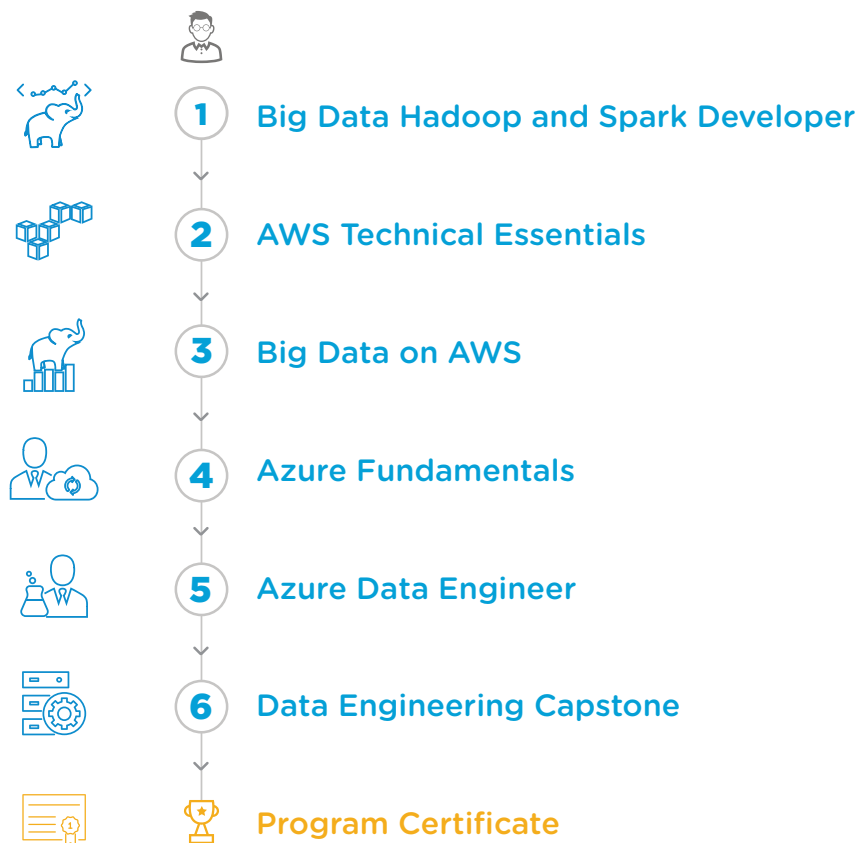 1 Big Data Hadoop and Spark Developer
2 AWS Technical Essentials
3 Big Data on AWS
4 Azure Fundamentals
5 Azure Data Engineer
6 Data Engineering Capstone
1
Program Certificate